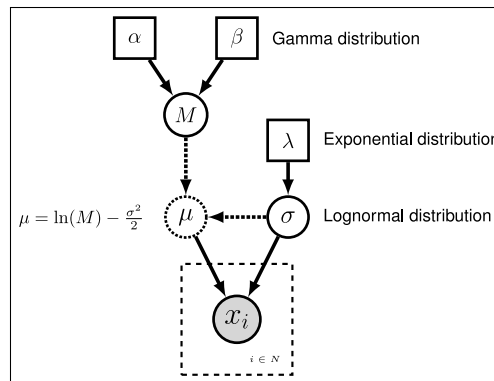 α β Gamma distribution
M
λ Exponential distribution
μ = ln(M) − σ²/2 μ σ Lognormal distribution
xᵢ
i ∈ N